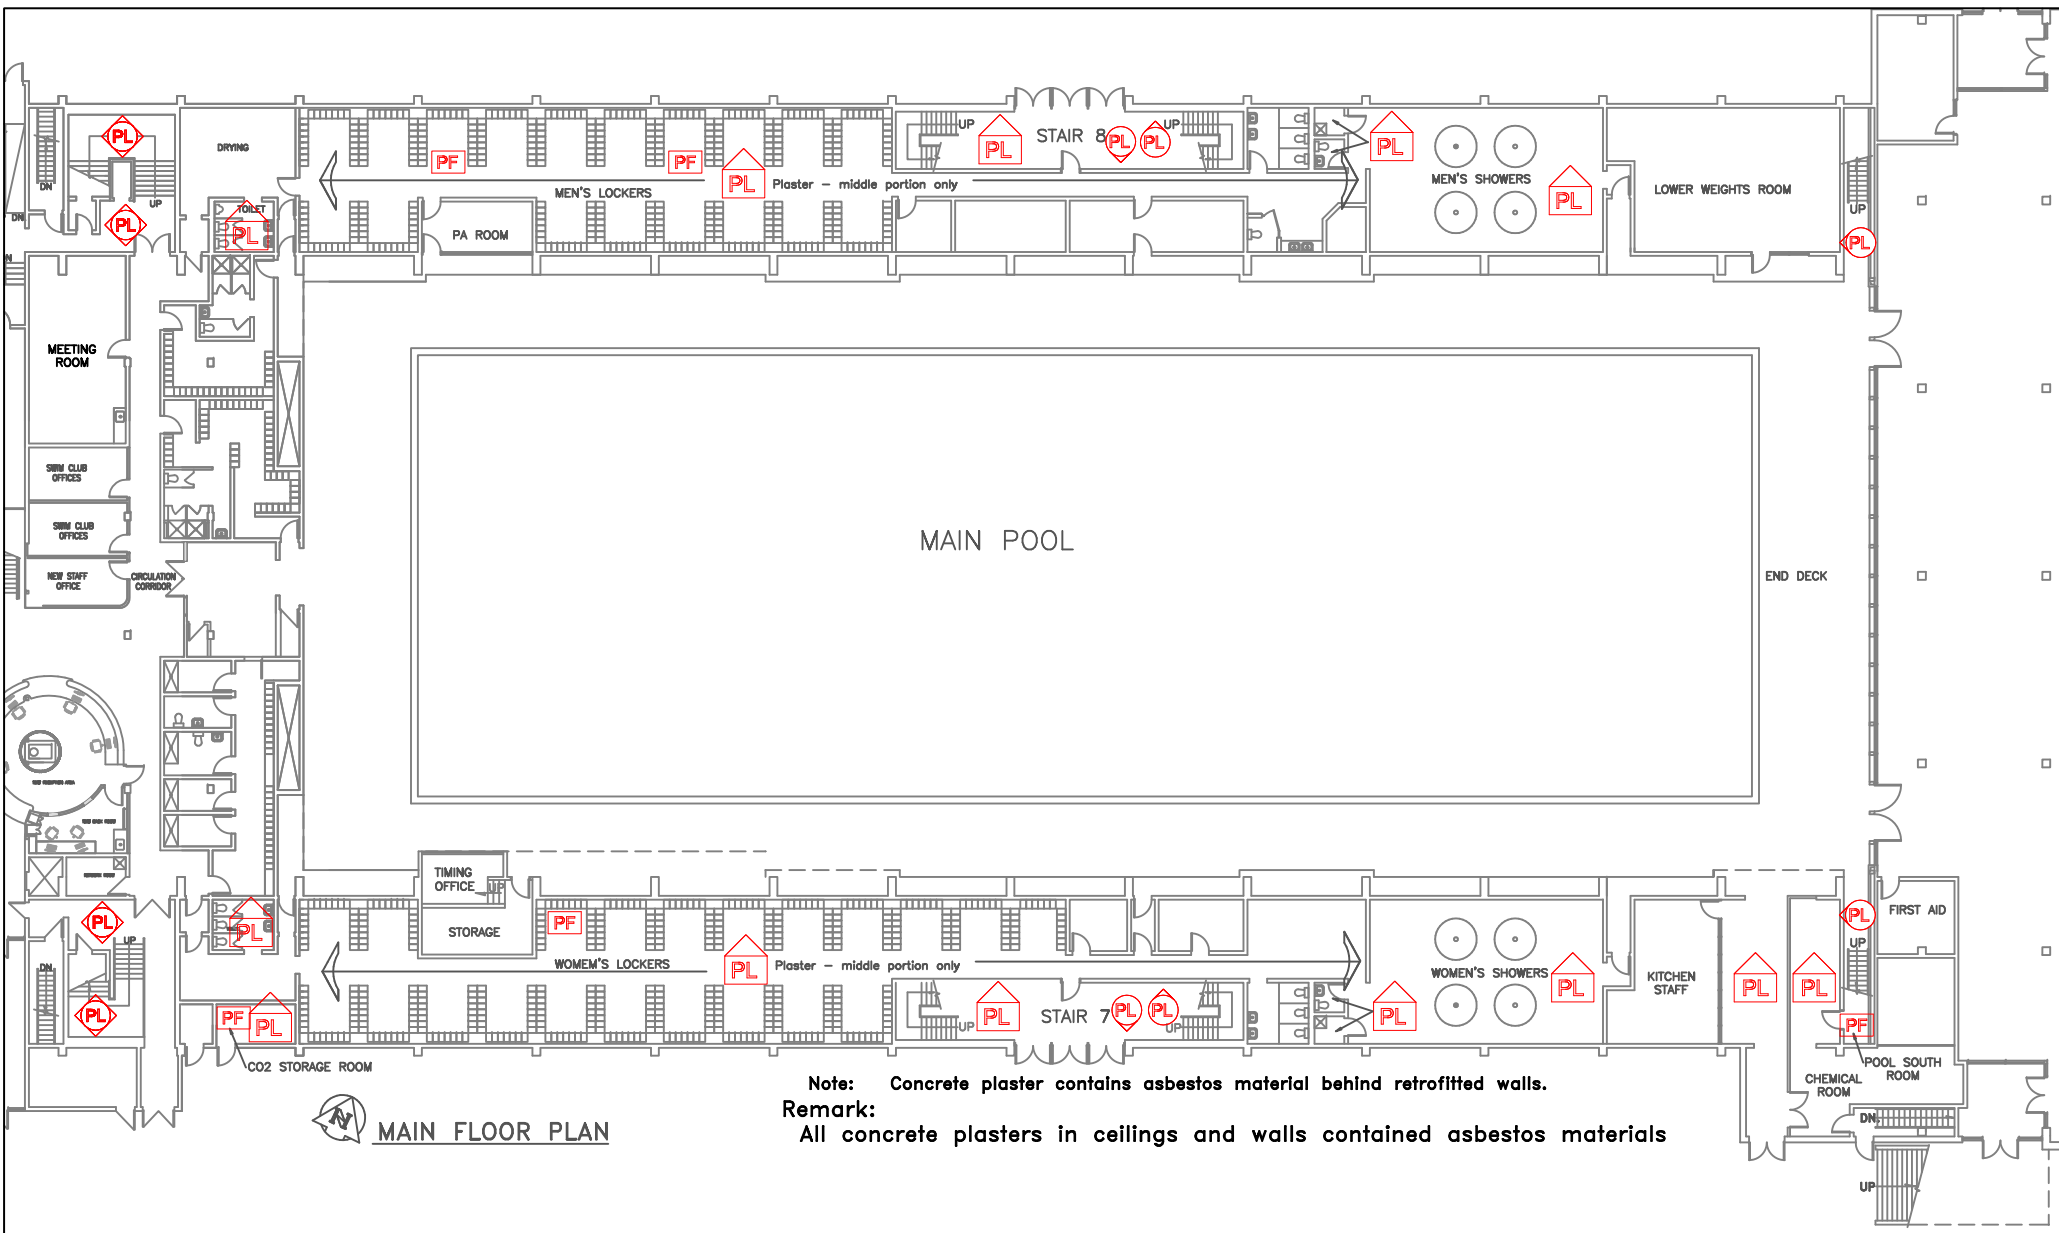 UP
STAIR 8
UP
PL
PL
PL
PL
PL
DRYING
PF
PF
MEN'S SHOWERS
DN
PL
Plaster – middle portion only
MEN'S LOCKERS
LOWER WEIGHTS ROOM
PL
UP
TOILET
UP
DN
PL
PL
PA ROOM
PL
N
MEETING
ROOM
SWIM CLUB
OFFICES
SWIM CLUB
OFFICES
MAIN POOL
NEW STAFF
OFFICE
CIRCULATION
CORRIDOR
END DECK
TIMING
OFFICE
UP
PL
PL
STORAGE
PF
PL
FIRST AID
UP
UP
DN
WOMEM'S LOCKERS
PL
Plaster – middle portion only
WOMEN'S SHOWERS
PL
KITCHEN
STAFF
PL
PL
PL
PF
PL
UP
PL
STAIR 7
PL
PL
UP
PL
PF
CO2 STORAGE ROOM
POOL SOUTH
ROOM
CHEMICAL
ROOM
Note: Concrete plaster contains asbestos material behind retrofitted walls.
Remark:
All concrete plasters in ceilings and walls contained asbestos materials
N
MAIN FLOOR PLAN
DN.
UP